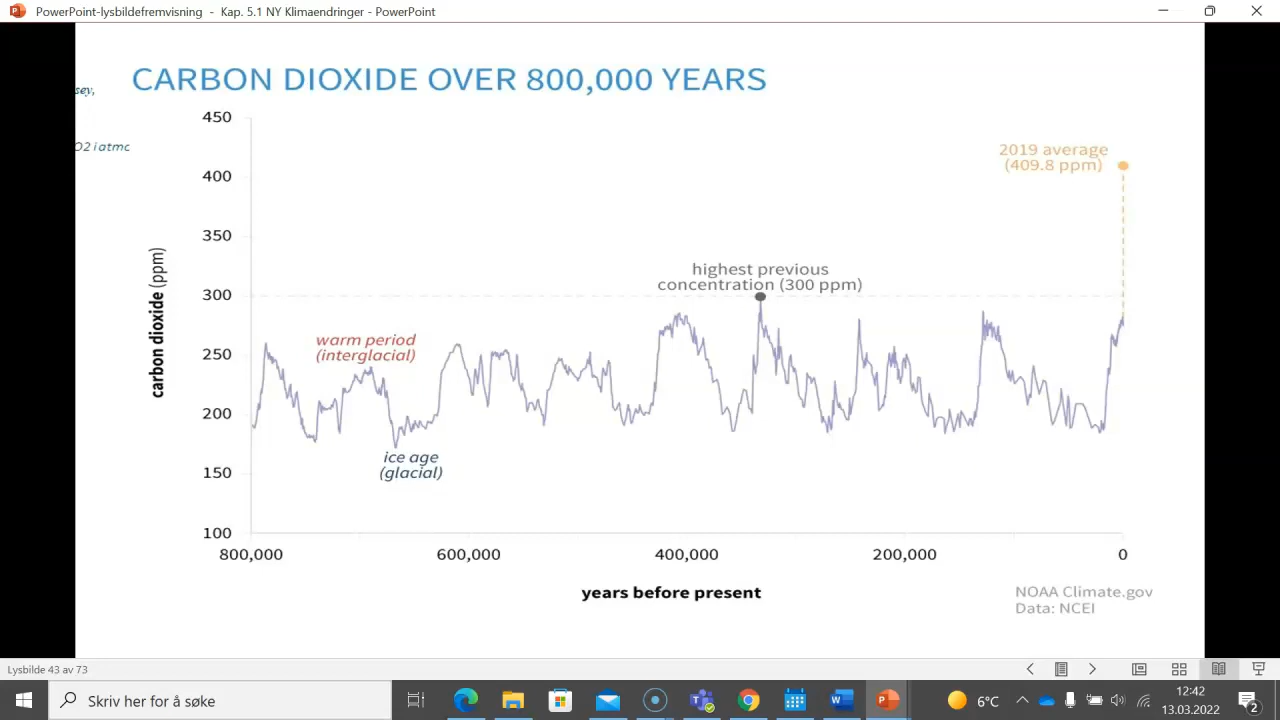 PowerPoint-lysbildefremvisning - Kap. 5.1 NY Klimaendringer - PowerPoint
CARBON DIOXIDE OVER 800,000 YEARS
sey,
O2 i atmc
450
400
350
300
250
200
150
100
carbon dioxide (ppm)
2019 average
(409.8 ppm)
highest previous
concentration (300 ppm)
warm period
(interglacial)
ice age
(glacial)
800,000
600,000
400,000
200,000
0
years before present
NOAA Climate.gov
Data: NCEI
Lysbilde 43 av 73
Skriv her for å søke
6°C
12:42
13.03.2022
2